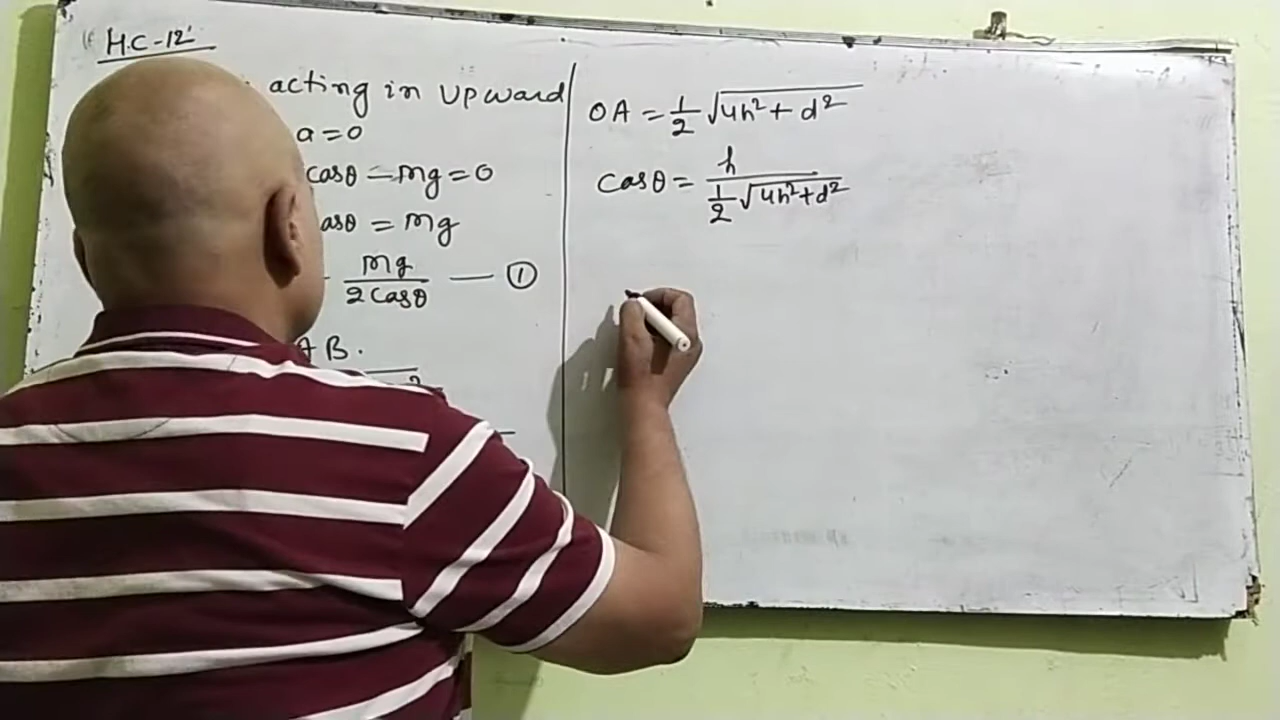 H.C-12'
acting in upward
a=0
cosθ - mg = 0
osθ = mg
mg/2cosθ — ①
AB.
2
OA = 1/2 √4h²+d²
cosθ = h/(1/2 √4h²+d²)